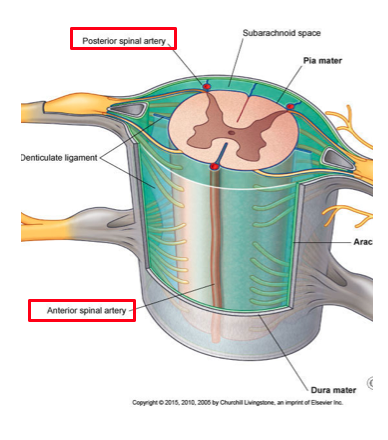 Subarachnoid space
Posterior spinal artery
Pia mater
Denticulate ligament
Arac
Anterior spinal artery
Dura mater
Copyright © 2015, 2010, 2005 by Churchill Livingstone, an imprint of Elsevier Inc.